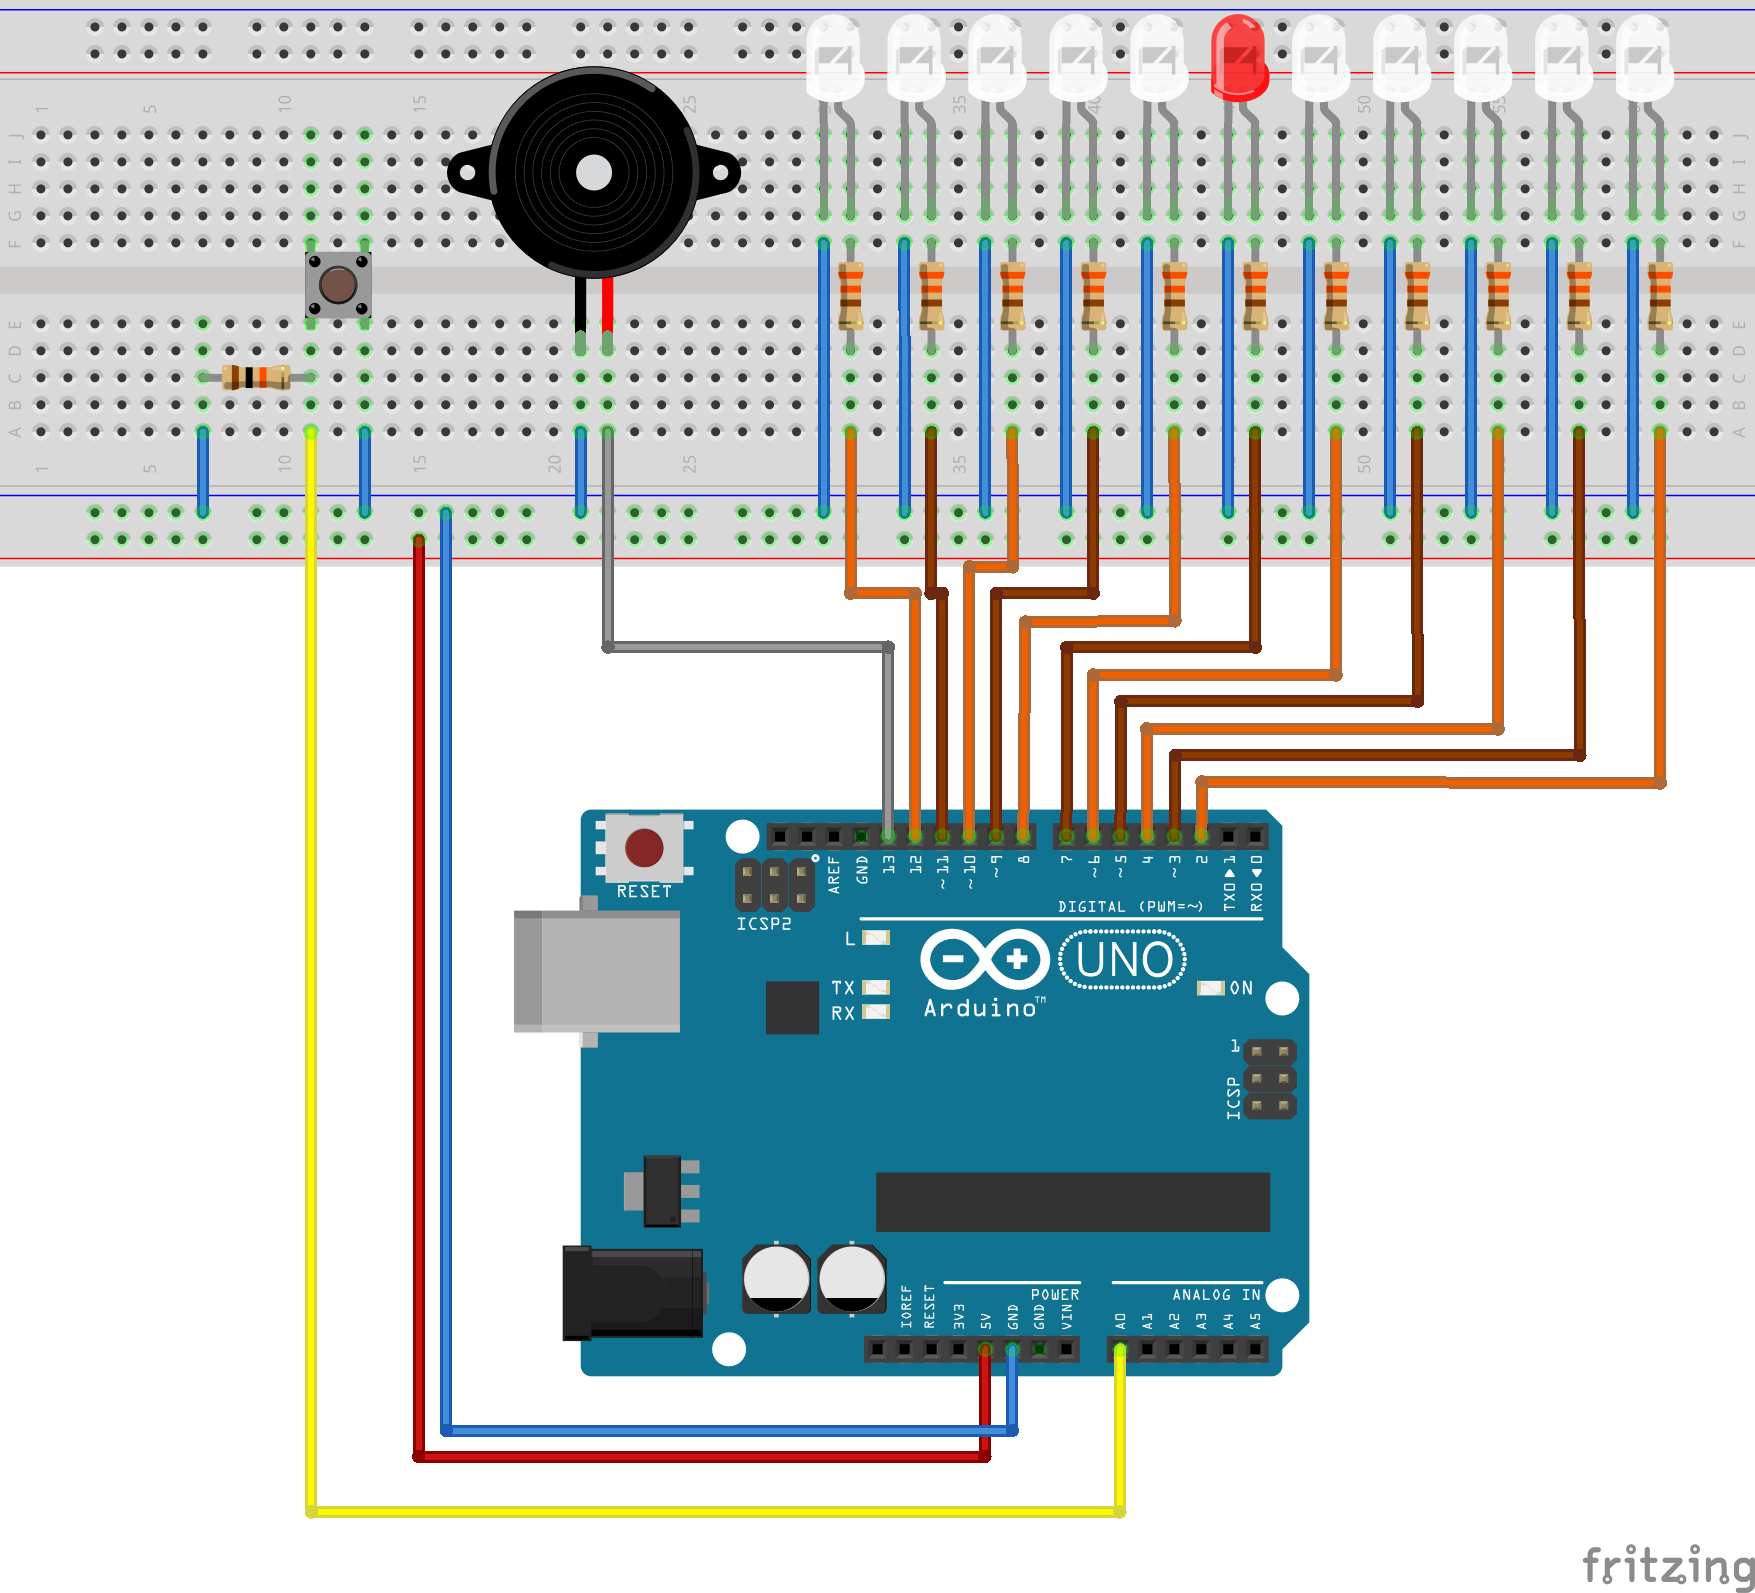 1 5 10 15 25 35 40 50 55
J J
I I
H H
G G
F F
E E
D D
C C
B B
A A
1 5 10 15 20 25 35 50
RESET
AREF GND 13 12 ~11 ~10 ~9 8 7 ~6 ~5 4 ~3 2 TX0▶1 RX0◀0
ICSP2
DIGITAL (PWM=~)
L
TX
RX
UNO
ON
Arduino™
1
ICSP
IOREF RESET 3V3 5V GND GND VIN A0 A1 A2 A3 A4 A5
POWER
ANALOG IN
fritzing